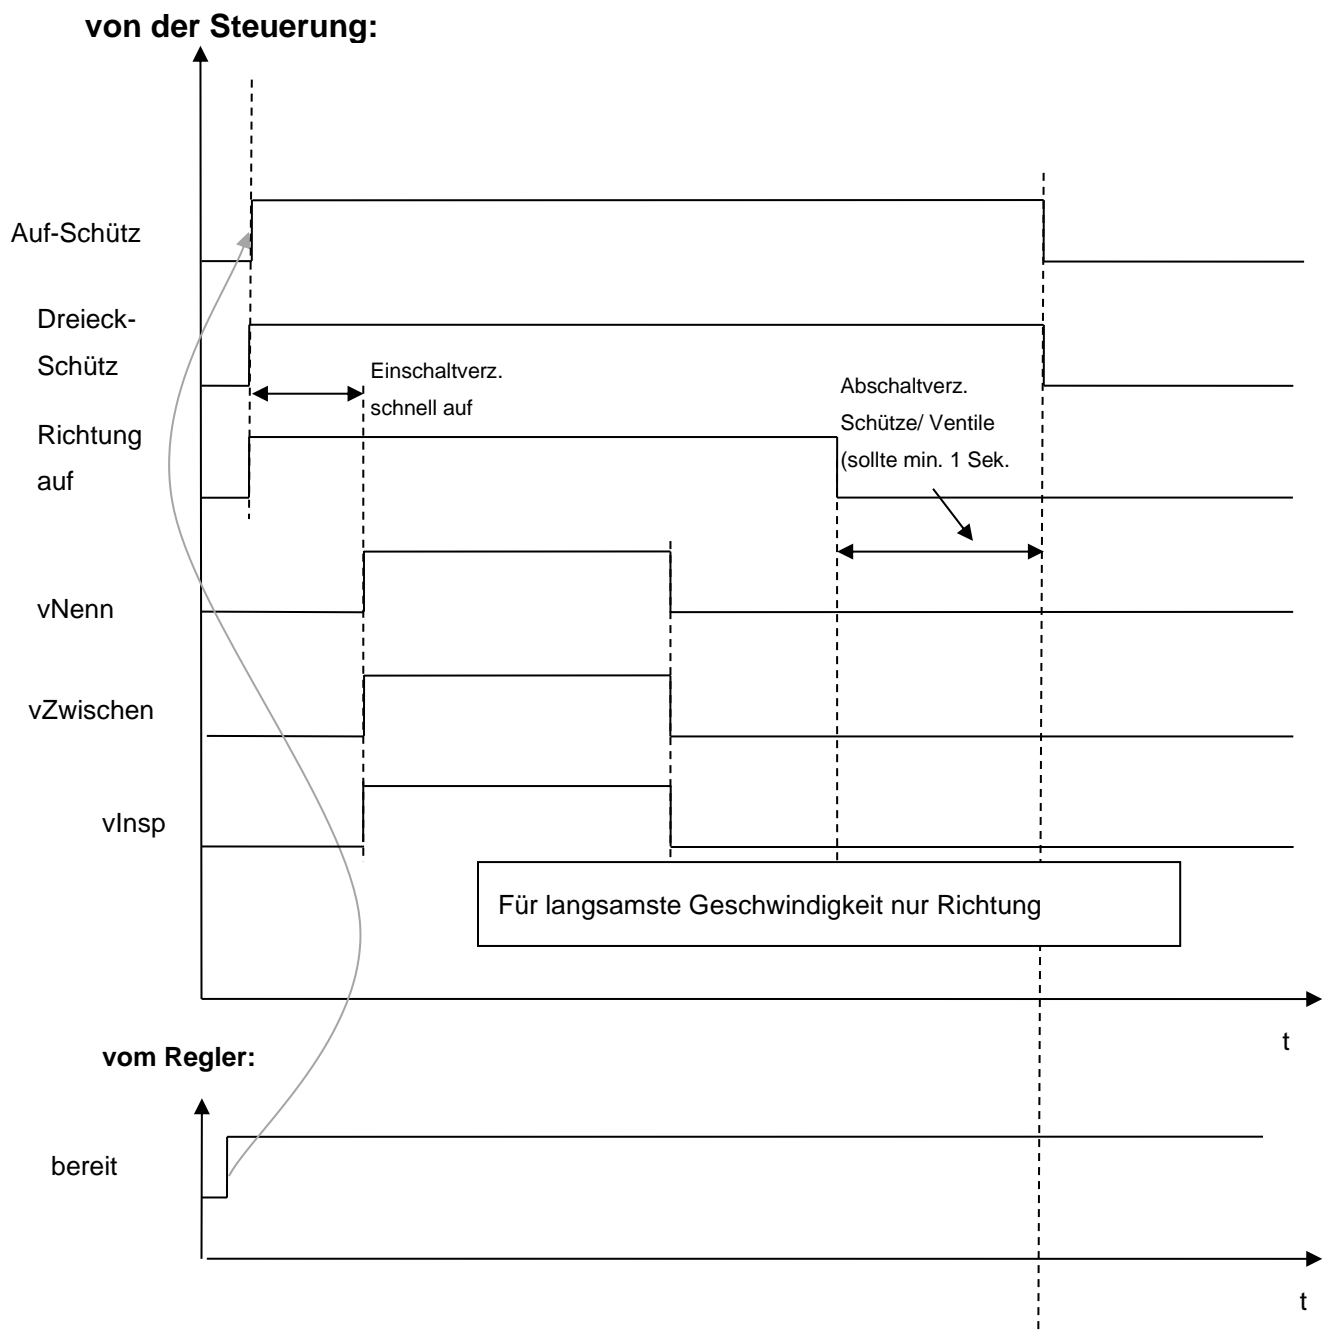 von der Steuerung:
Auf-Schütz
Dreieck-
Schütz
Einschaltverz.
schnell auf
Abschaltverz.
Schütze/ Ventile
(sollte min. 1 Sek.
Richtung
auf
vNenn
vZwischen
vInsp
Für langsamste Geschwindigkeit nur Richtung
t
vom Regler:
bereit
t